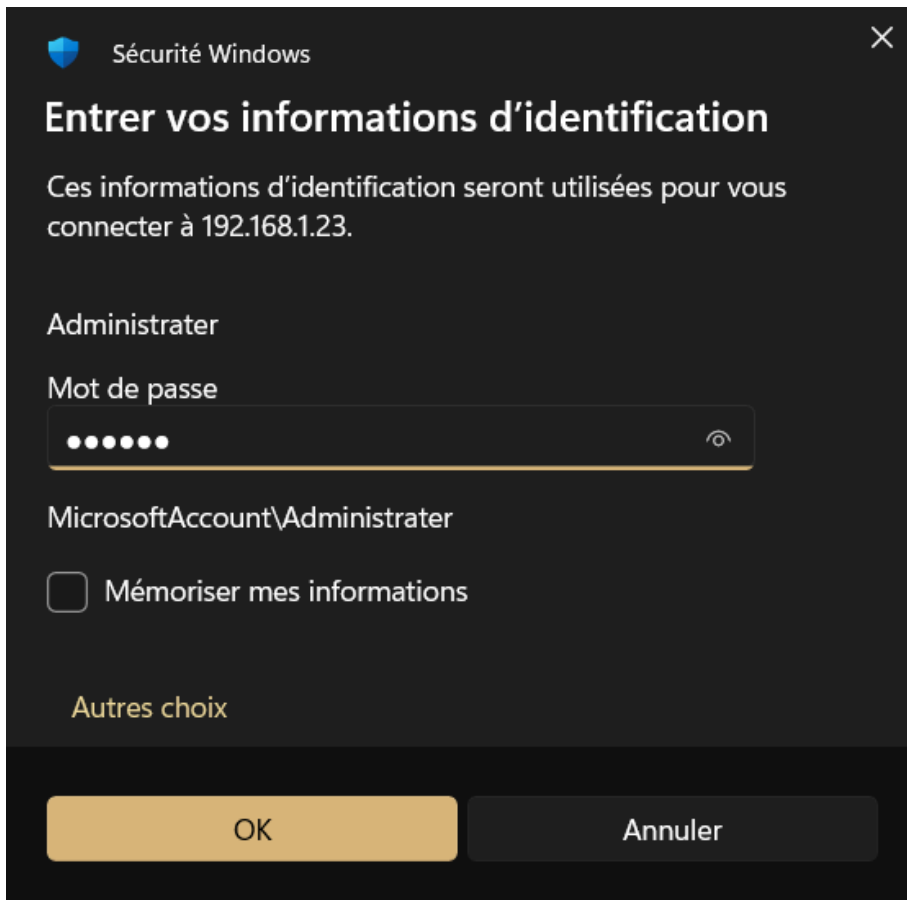 Sécurité Windows
Entrer vos informations d’identification
Ces informations d’identification seront utilisées pour vous
connecter à 192.168.1.23.
Administrater
Mot de passe
••••••
MicrosoftAccount\Administrater
Mémoriser mes informations
Autres choix
OK
Annuler